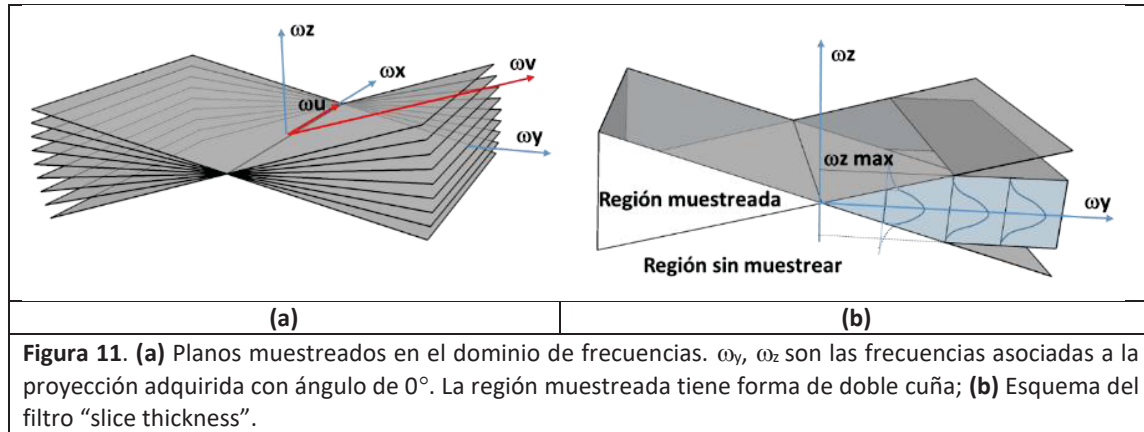 ωz
ωx
ωv
ωu
ωy
ωz
ωz max
ωy
Región muestreada
Región sin muestrear
(a)
(b)
Figura 11. (a) Planos muestreados en el dominio de frecuencias. ωy, ωz son las frecuencias asociadas a la
proyección adquirida con ángulo de 0°. La región muestreada tiene forma de doble cuña; (b) Esquema del
filtro “slice thickness”.